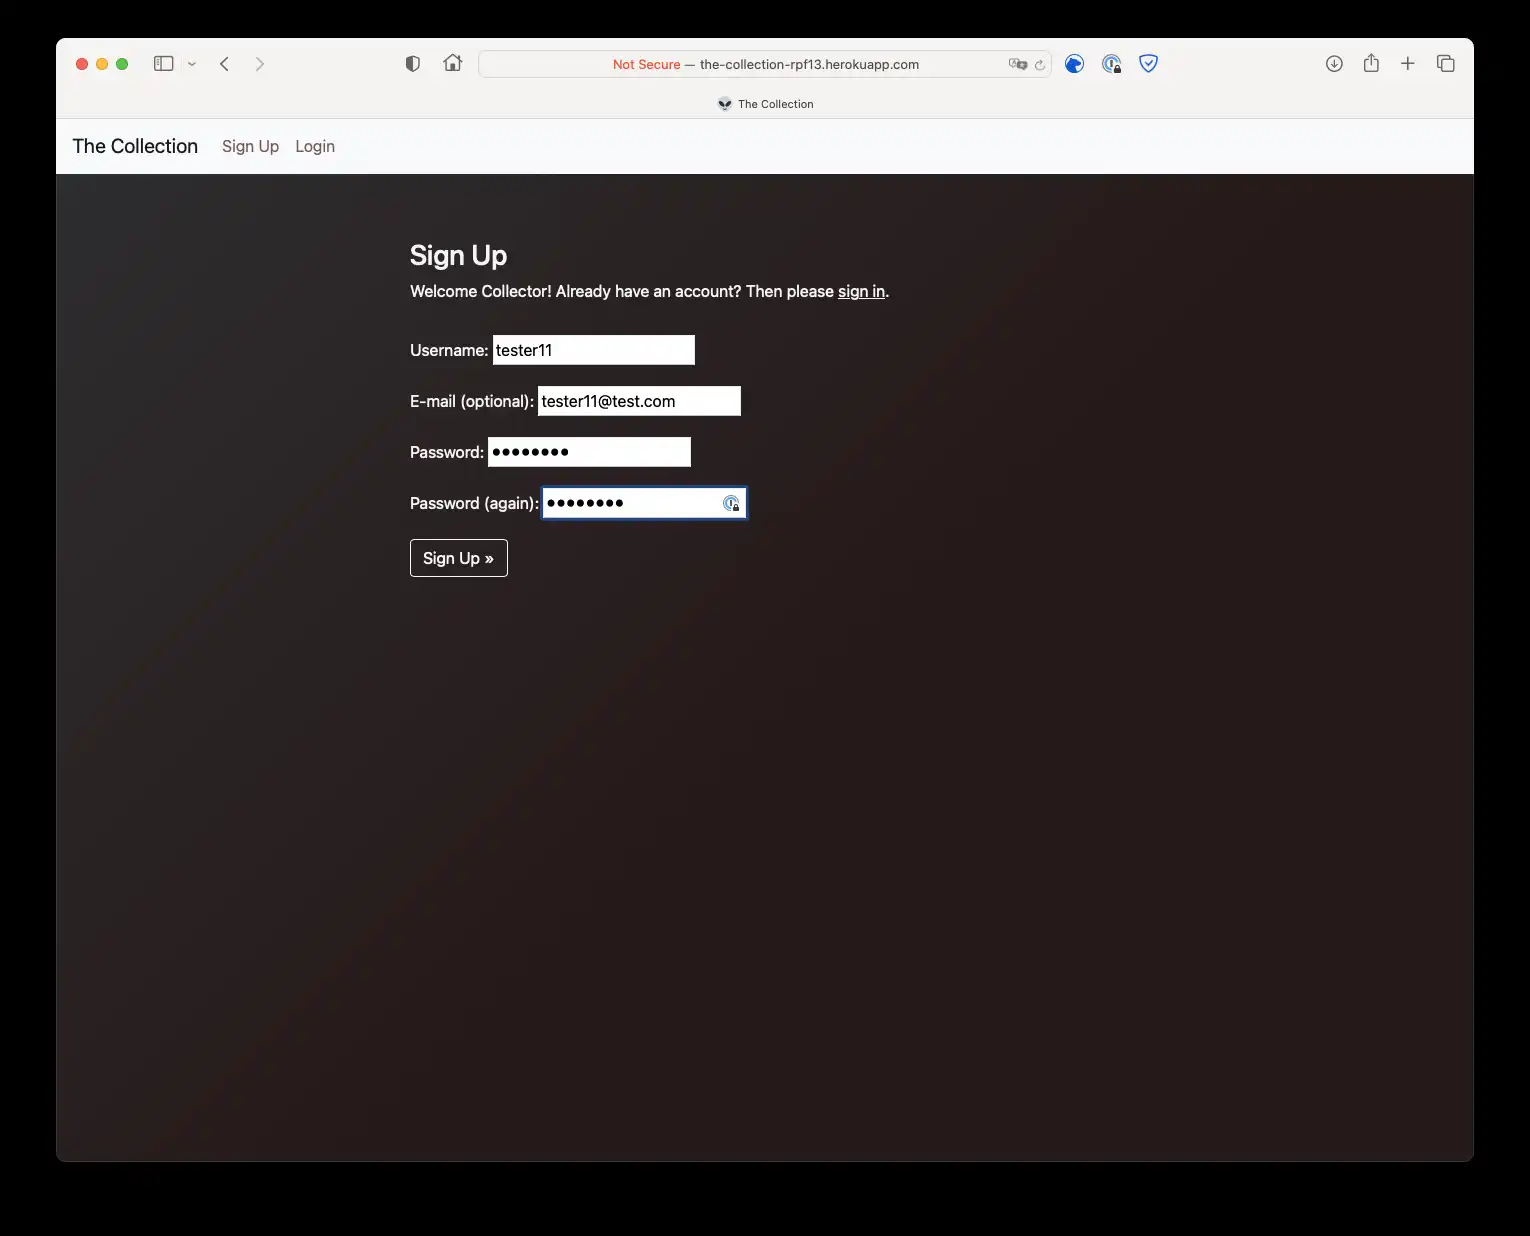 Not Secure — the-collection-rpf13.herokuapp.com
The Collection
The Collection Sign Up Login
Sign Up
Welcome Collector! Already have an account? Then please sign in.
Username: tester11
E-mail (optional): tester11@test.com
Password: ••••••••
Password (again): ••••••••
Sign Up »